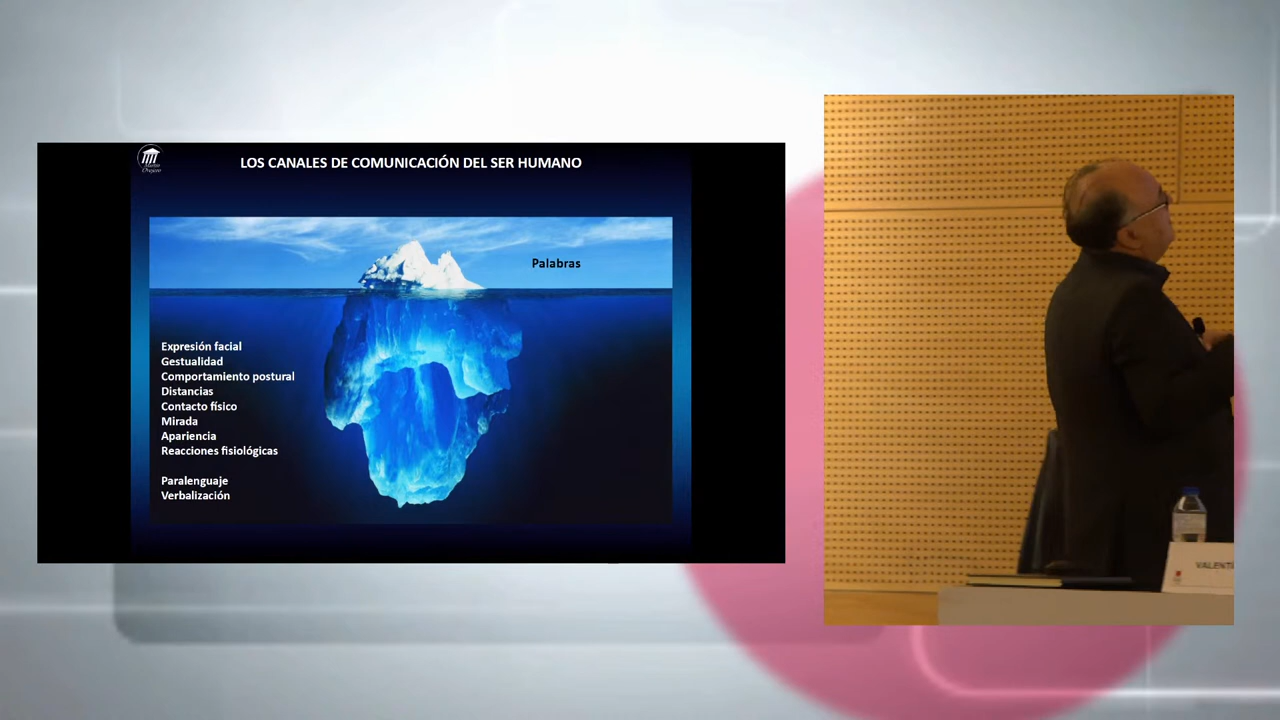 LOS CANALES DE COMUNICACIÓN DEL SER HUMANO
Palabras
Expresión facial
Gestualidad
Comportamiento postural
Distancias
Contacto físico
Mirada
Apariencia
Reacciones fisiológicas
Paralenguaje
Verbalización
VALENTÍ